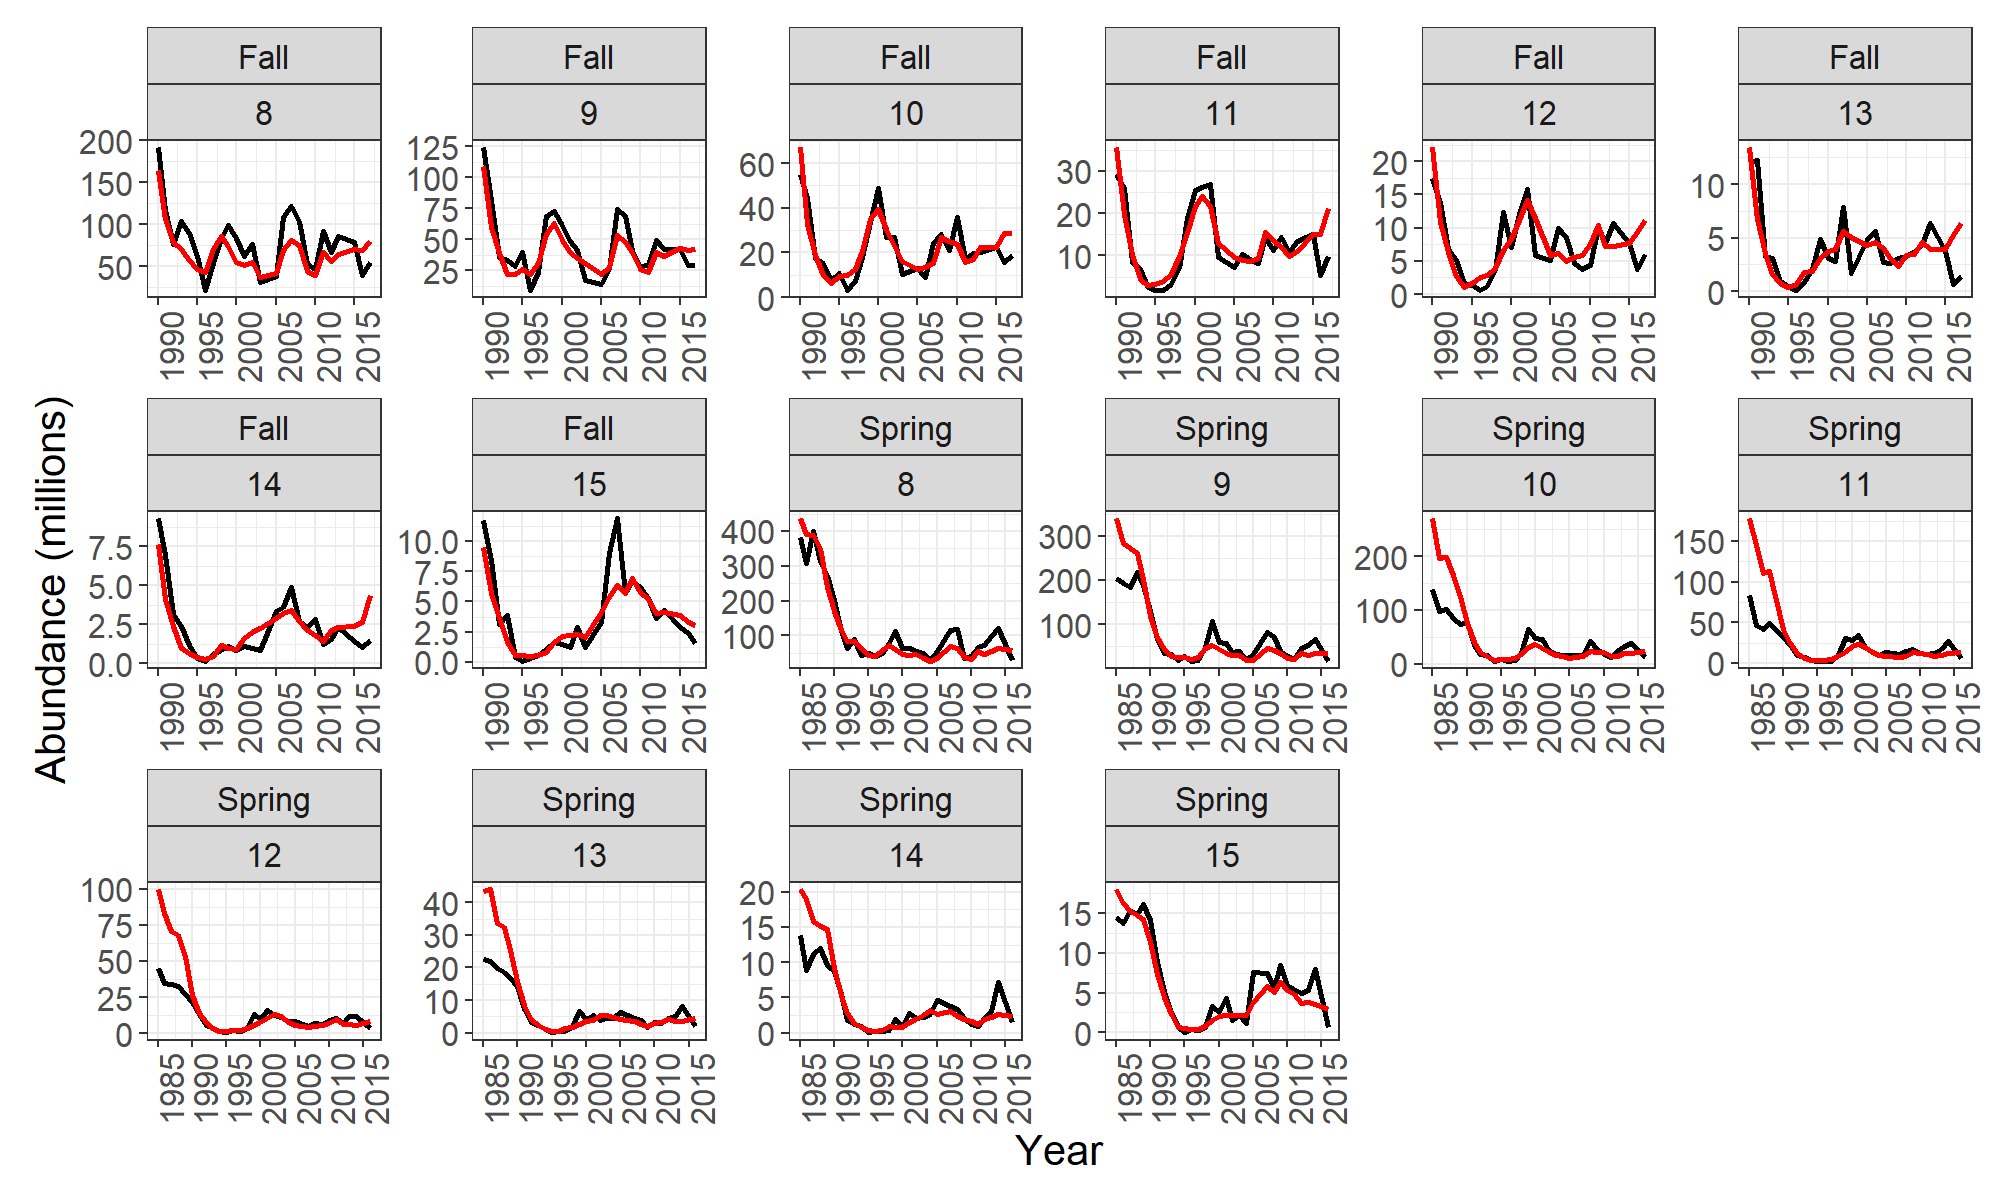 Fall Fall Fall Fall Fall Fall
8 9 10 11 12 13
200 150 100 50
125 100 75 50 25
60 40 20 0
30 20 10
20 15 10 5 0
10 5 0
1990 1995 2000 2005 2010 2015
1990 1995 2000 2005 2010 2015
1990 1995 2000 2005 2010 2015
1990 1995 2000 2005 2010 2015
1990 1995 2000 2005 2010 2015
1990 1995 2000 2005 2010 2015
Abundance (millions)
Fall Fall Spring Spring Spring Spring
14 15 8 9 10 11
7.5 5.0 2.5 0.0
10.0 7.5 5.0 2.5 0.0
400 300 200 100
300 200 100
200 100 0
150 100 50 0
1990 1995 2000 2005 2010 2015
1990 1995 2000 2005 2010 2015
1985 1990 1995 2000 2005 2010 2015
1985 1990 1995 2000 2005 2010 2015
1985 1990 1995 2000 2005 2010 2015
1985 1990 1995 2000 2005 2010 2015
Spring Spring Spring Spring
12 13 14 15
100 75 50 25 0
40 30 20 10 0
20 15 10 5 0
15 10 5 0
1985 1990 1995 2000 2005 2010 2015
1985 1990 1995 2000 2005 2010 2015
1985 1990 1995 2000 2005 2010 2015
1985 1990 1995 2000 2005 2010 2015
Year